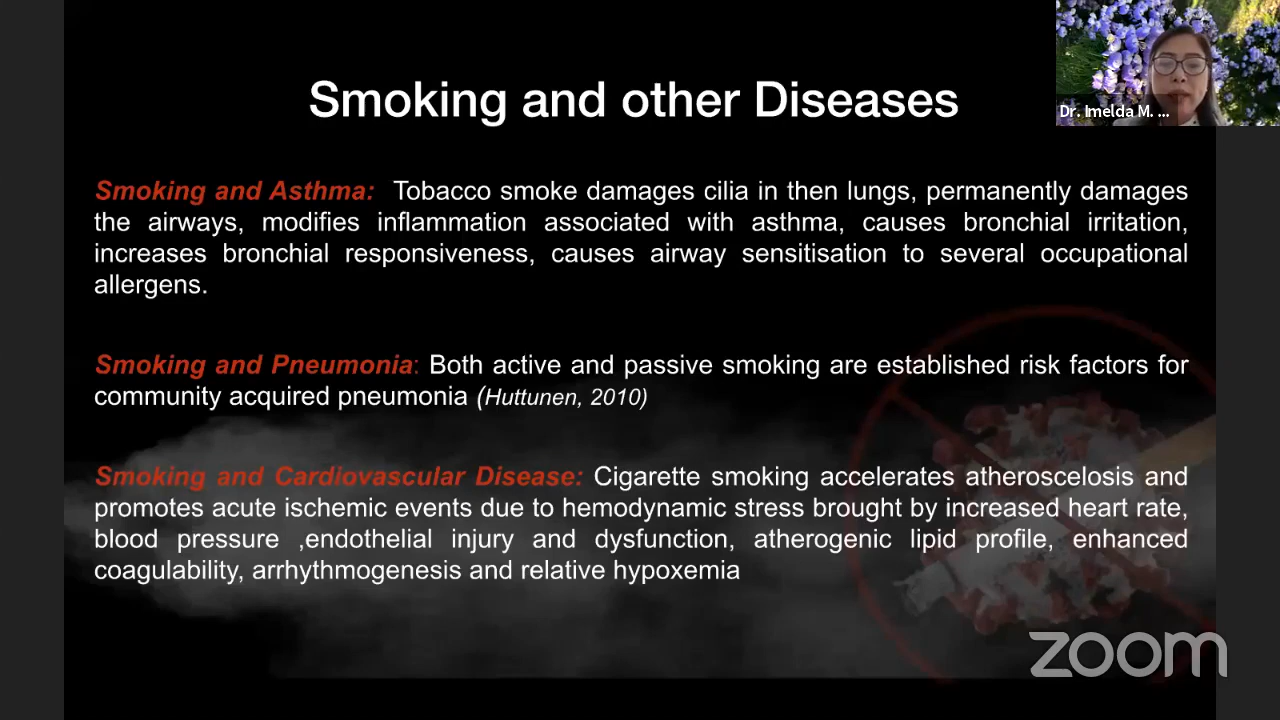 Smoking and other Diseases
Dr. Imelda M. ...
Smoking and Asthma: Tobacco smoke damages cilia in then lungs, permanently damages
the airways, modifies inflammation associated with asthma, causes bronchial irritation,
increases bronchial responsiveness, causes airway sensitisation to several occupational
allergens.
Smoking and Pneumonia: Both active and passive smoking are established risk factors for
community acquired pneumonia (Huttunen, 2010)
Smoking and Cardiovascular Disease: Cigarette smoking accelerates atheroscelosis and
promotes acute ischemic events due to hemodynamic stress brought by increased heart rate,
blood pressure ,endothelial injury and dysfunction, atherogenic lipid profile, enhanced
coagulability, arrhythmogenesis and relative hypoxemia
zoom